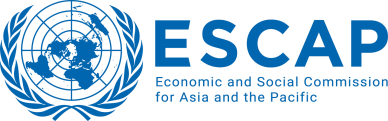 ESCAP
Economic and Social Commission
for Asia and the Pacific